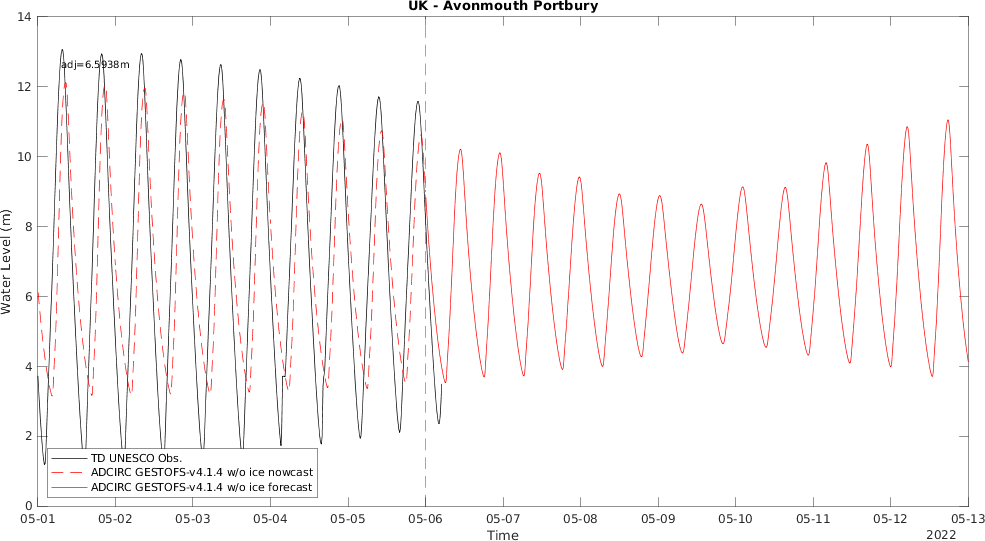 UK - Avonmouth Portbury
14
adj=6.5938m
12
10
8
6
4
2
0
Water Level (m)
TD UNESCO Obs.
ADCIRC GESTOFS-v4.1.4 w/o ice nowcast
ADCIRC GESTOFS-v4.1.4 w/o ice forecast
05-01 05-02 05-03 05-04 05-05 05-06 05-07 05-08 05-09 05-10 05-11 05-12 05-13
Time
2022